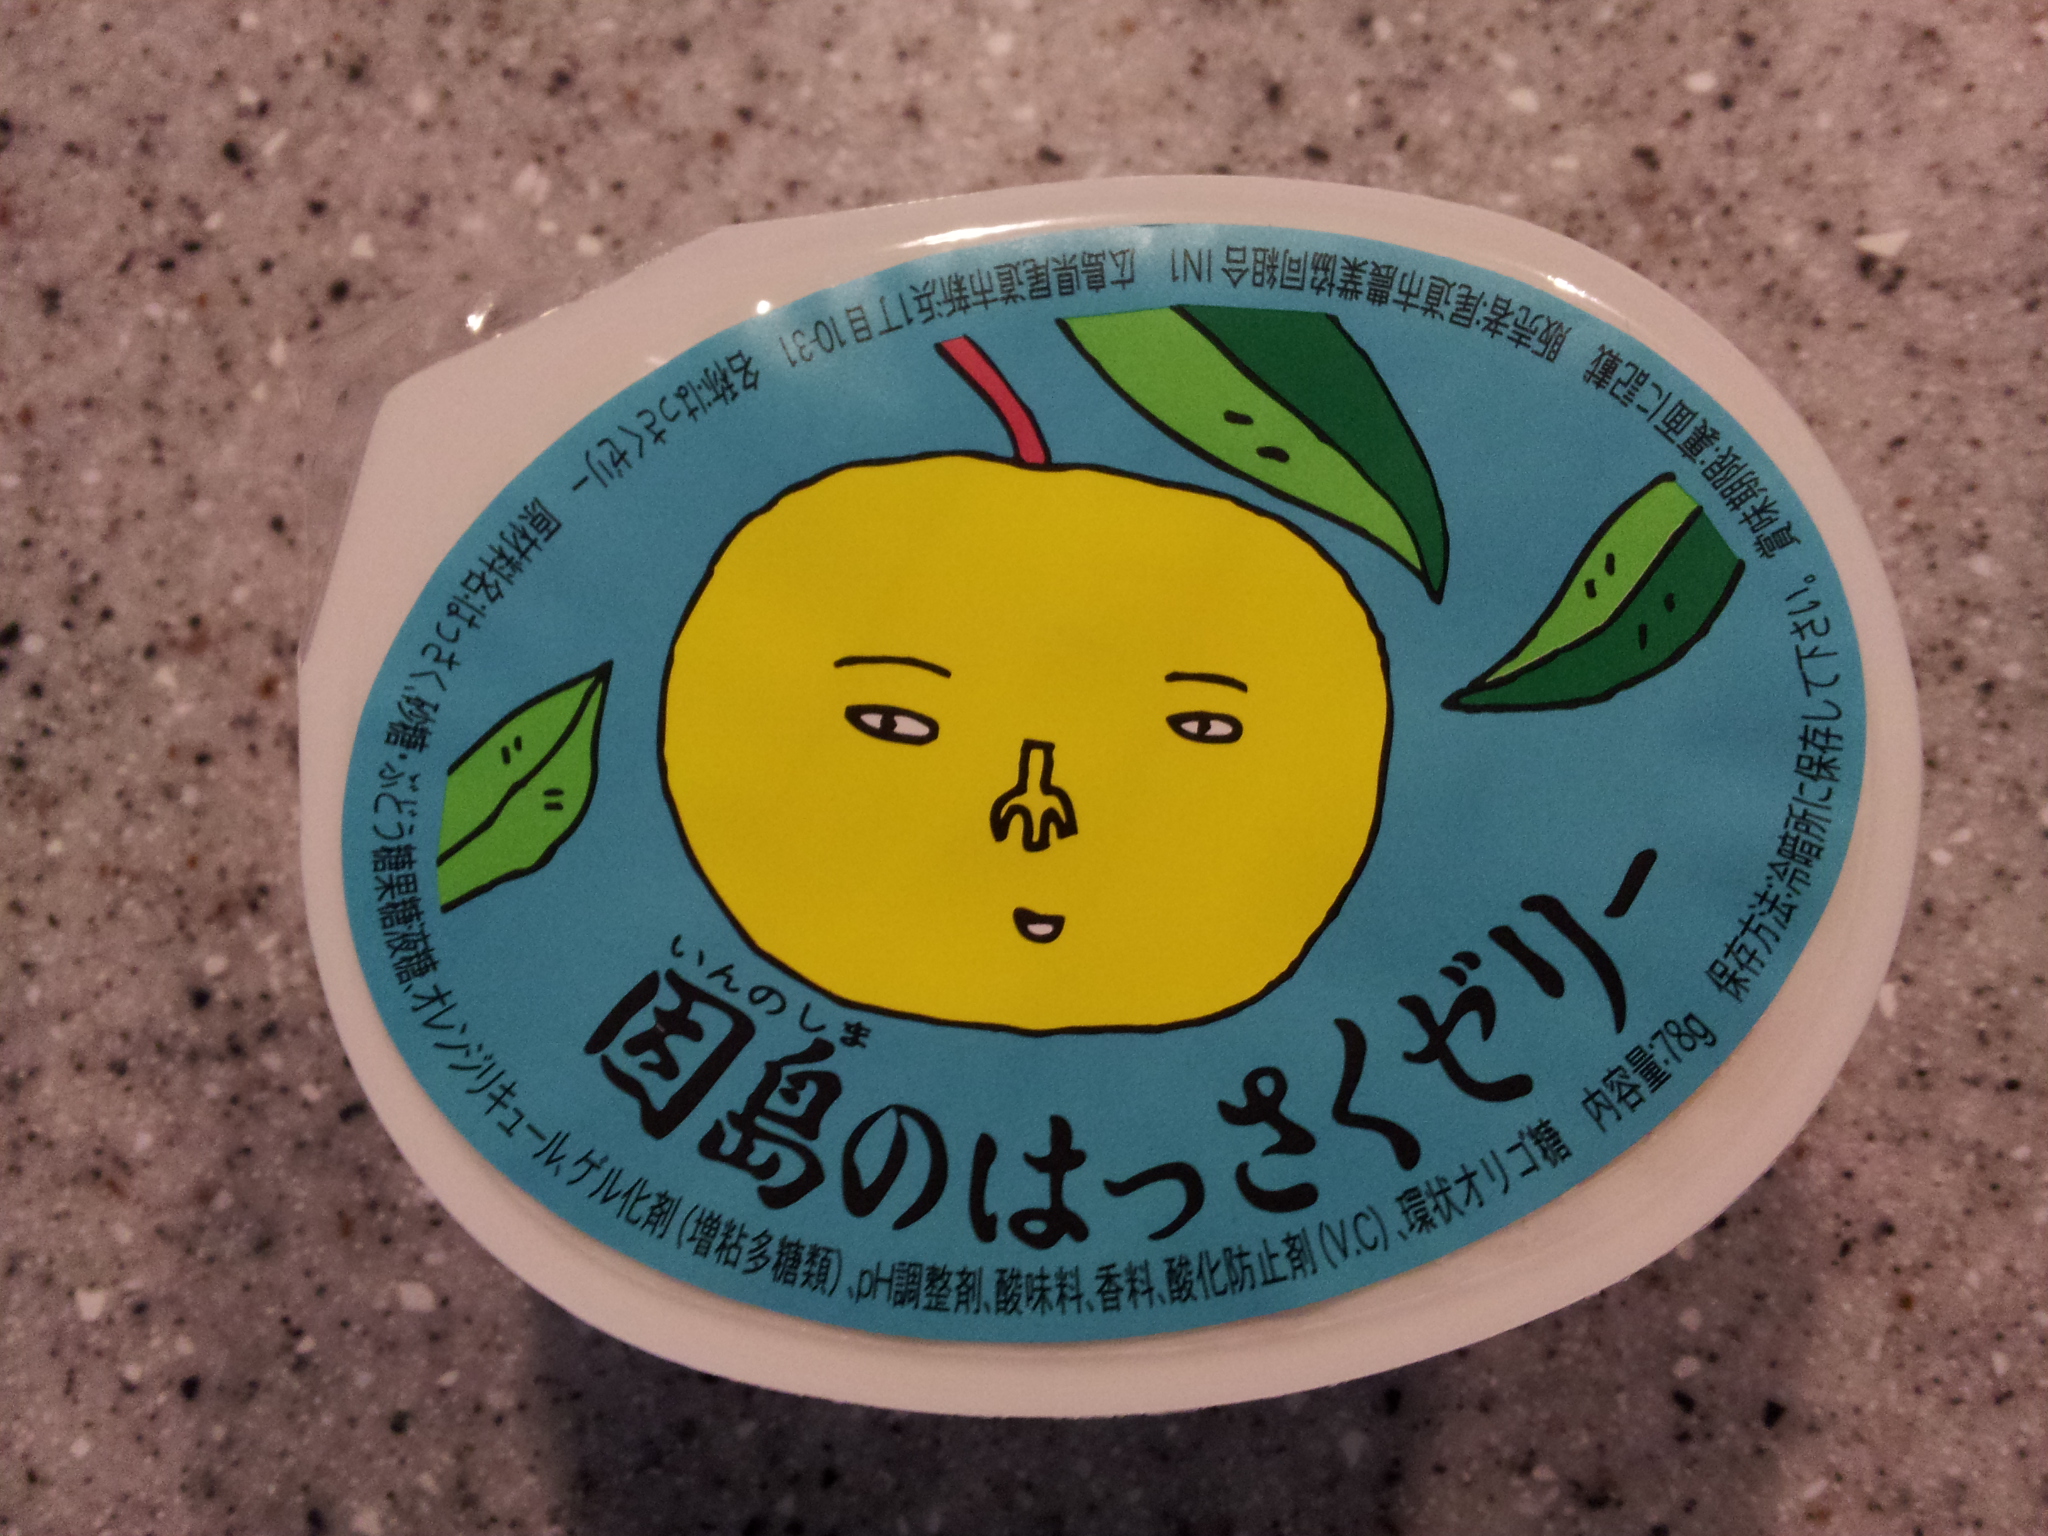 いんのしま
因島のはっさくゼリー
名称:はっさくゼリー　原材料名:はっさく、砂糖・ぶどう糖果糖液糖、オレンジリキュール、ゲル化剤(増粘多糖類)、pH調整剤、酸味料、香料、酸化防止剤(V.C)、環状オリゴ糖　内容量:78g　保存方法:冷暗所に保存して下さい。　賞味期限:裏面に記載　販売者:尾道市農業協同組合 IN1　広島県尾道市新浜1丁目10-31